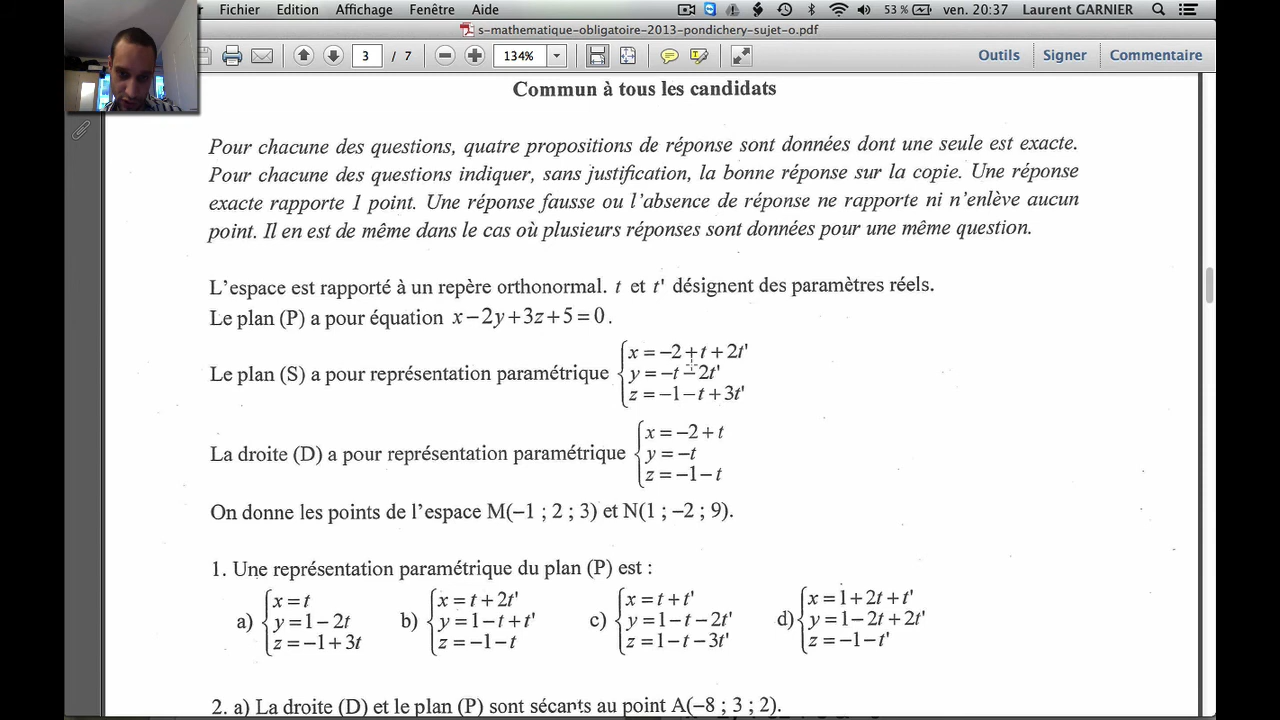 Fichier Edition Affichage Fenêtre Aide 53 % ven. 20:37 Laurent GARNIER
s-mathematique-obligatoire-2013-pondichery-sujet-o.pdf
3 / 7 134% Outils Signer Commentaire
Commun à tous les candidats
Pour chacune des questions, quatre propositions de réponse sont données dont une seule est exacte.
Pour chacune des questions indiquer, sans justification, la bonne réponse sur la copie. Une réponse
exacte rapporte 1 point. Une réponse fausse ou l'absence de réponse ne rapporte ni n'enlève aucun
point. Il en est de même dans le cas où plusieurs réponses sont données pour une même question.
L'espace est rapporté à un repère orthonormal. t et t' désignent des paramètres réels.
Le plan (P) a pour équation x−2y+3z+5=0.
x = −2+t+2t'
Le plan (S) a pour représentation paramétrique y = −t−2t'
z = −1−t+3t'
x = −2+t
La droite (D) a pour représentation paramétrique y = −t
z = −1−t
On donne les points de l'espace M(−1 ; 2 ; 3) et N(1 ; −2 ; 9).
1. Une représentation paramétrique du plan (P) est :
x = t x = t+2t' x = t+t' x = 1+2t+t'
a) y = 1−2t b) y = 1−t+t' c) y = 1−t−2t' d) y = 1−2t+2t'
z = −1+3t z = −1−t z = 1−t−3t' z = −1−t'
2. a) La droite (D) et le plan (P) sont sécants au point A(−8 ; 3 ; 2).